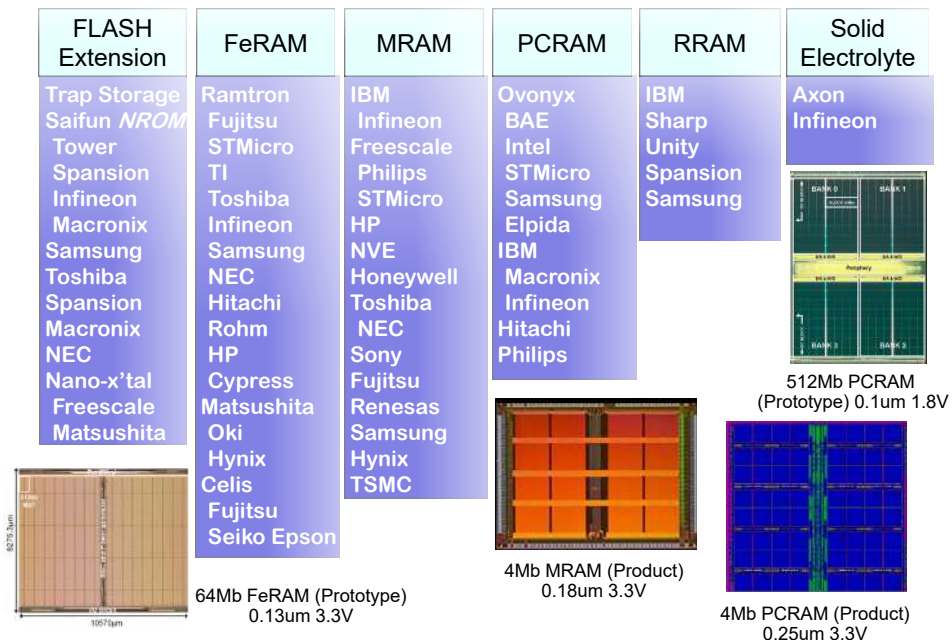 FLASH
Extension
Trap Storage
Saifun NROM
Tower
Spansion
Infineon
Macronix
Samsung
Toshiba
Spansion
Macronix
NEC
Nano-x’tal
Freescale
Matsushita
FeRAM
Ramtron
Fujitsu
STMicro
TI
Toshiba
Infineon
Samsung
NEC
Hitachi
Rohm
HP
Cypress
Matsushita
Oki
Hynix
Celis
Fujitsu
Seiko Epson
MRAM
IBM
Infineon
Freescale
Philips
STMicro
HP
NVE
Honeywell
Toshiba
NEC
Sony
Fujitsu
Renesas
Samsung
Hynix
TSMC
PCRAM
Ovonyx
BAE
Intel
STMicro
Samsung
Elpida
IBM
Macronix
Infineon
Hitachi
Philips
RRAM
IBM
Sharp
Unity
Spansion
Samsung
Solid
Electrolyte
Axon
Infineon
BANK 0
BANK 1
Periphery
BANK 3
512Mb PCRAM
(Prototype) 0.1um 1.8V
9275.3μm
10570μm
64Mb FeRAM (Prototype)
0.13um 3.3V
4Mb MRAM (Product)
0.18um 3.3V
4Mb PCRAM (Product)
0.25um 3.3V